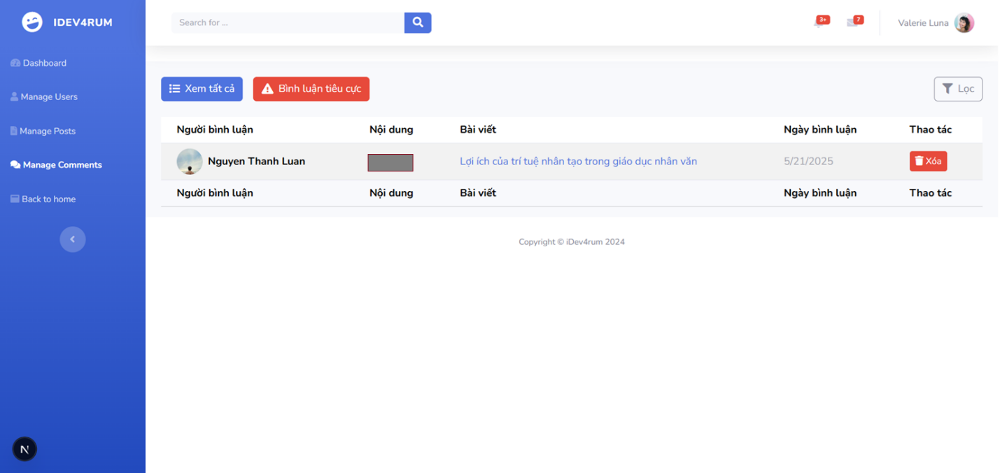 IDEV4RUM
Search for ...
3+
7
Valerie Luna
Dashboard
Manage Users
Manage Posts
Manage Comments
Back to home
Xem tất cả
Bình luận tiêu cực
Lọc
Người bình luận Nội dung Bài viết Ngày bình luận Thao tác
Nguyen Thanh Luan Lợi ích của trí tuệ nhân tạo trong giáo dục nhân văn 5/21/2025 Xóa
Người bình luận Nội dung Bài viết Ngày bình luận Thao tác
Copyright © iDev4rum 2024
N